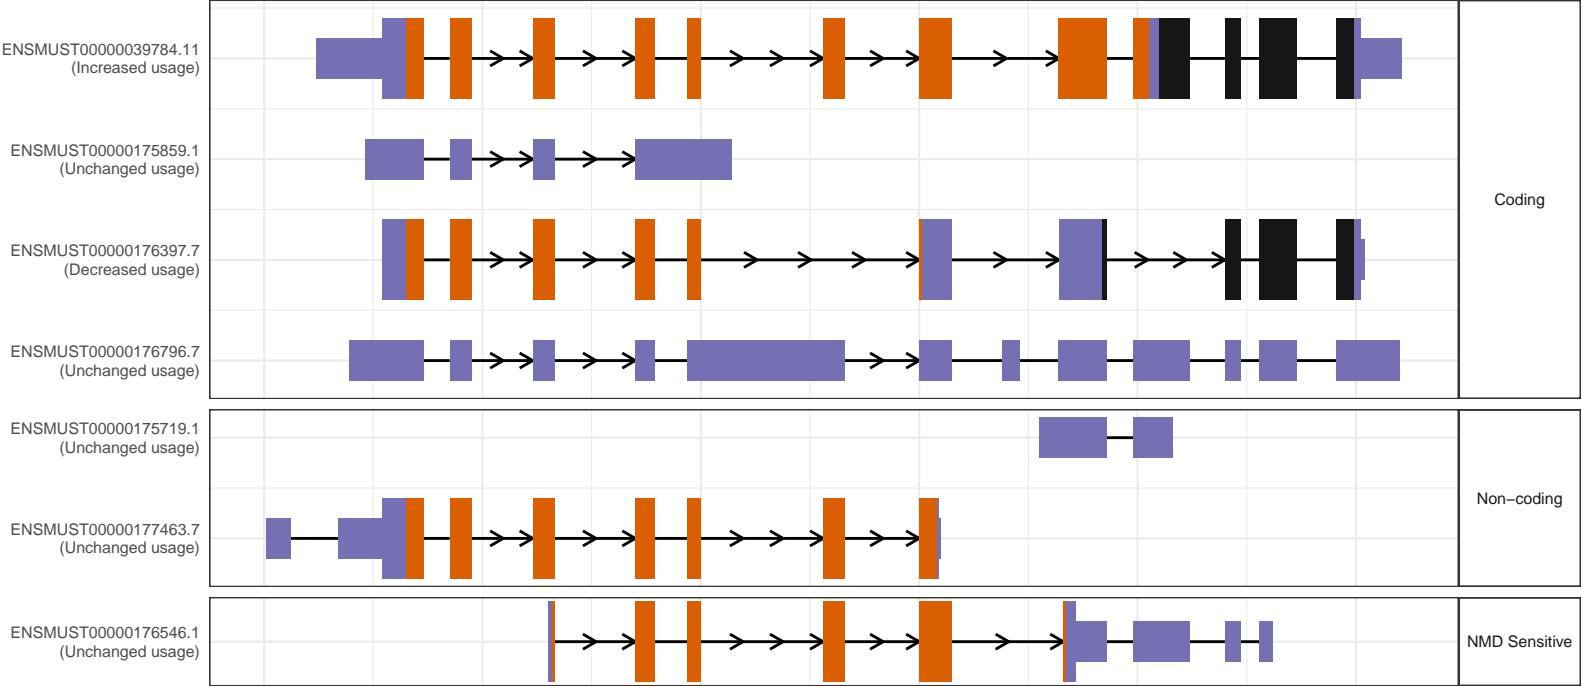 ENSMUST00000039784.11
(Increased usage)
ENSMUST00000175859.1
(Unchanged usage)
ENSMUST00000176397.7
(Decreased usage)
ENSMUST00000176796.7
(Unchanged usage)
Coding
ENSMUST00000175719.1
(Unchanged usage)
ENSMUST00000177463.7
(Unchanged usage)
Non−coding
ENSMUST00000176546.1
(Unchanged usage)
NMD Sensitive